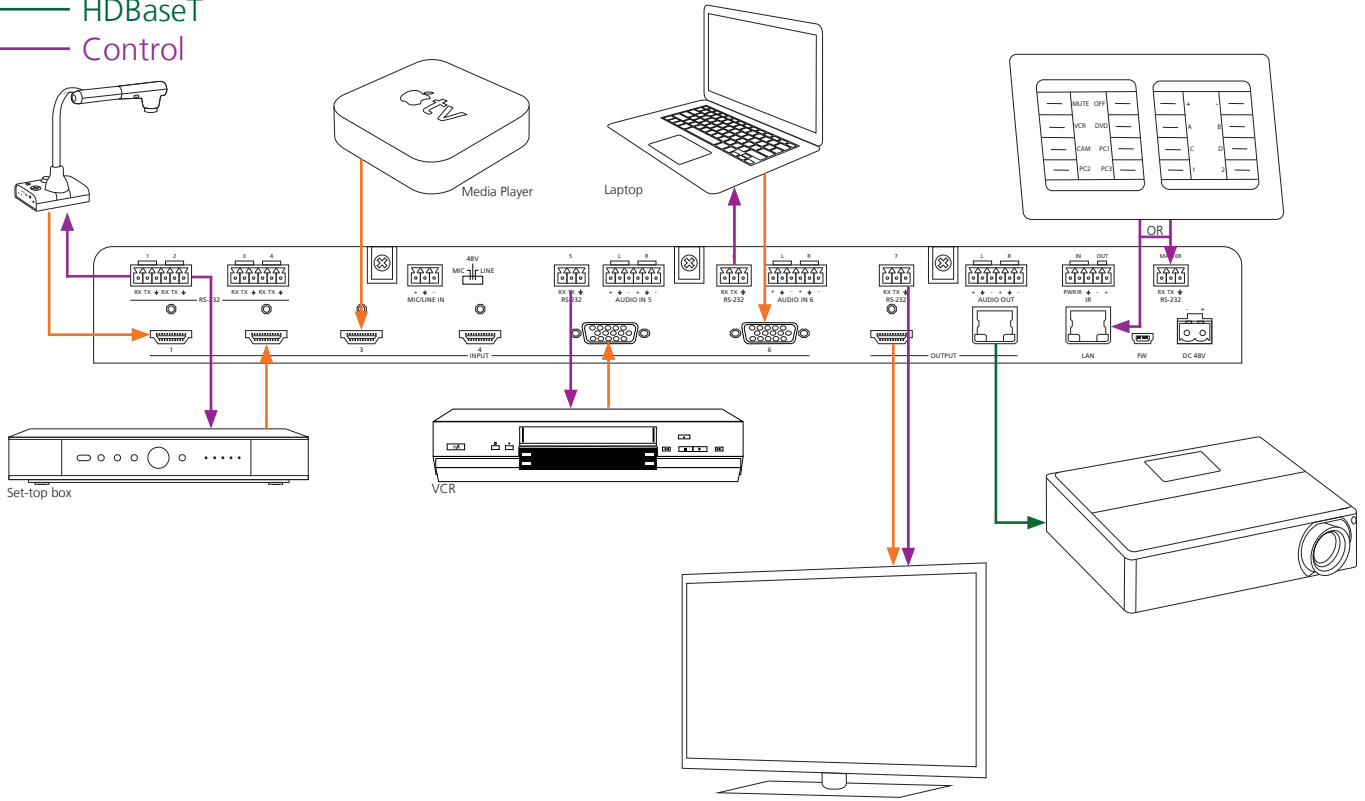 HDBaseT
Control
tv
Media Player
Laptop
MUTE OFF
VCR DVD
CAM PC1
PC2 PC3
+ -
A B
C D
1 2
OR
1 2
3 4
48V
MIC LINE
5
L R
L R
7
L R
IN OUT
RX TX RX TX
RX TX RX TX
+ -
MIC/LINE IN
RX TX
RS-232
+ - + -
AUDIO IN 5
RX TX
RS-232
+ - + -
AUDIO IN 6
RX TX
RS-232
+ - + -
AUDIO OUT
PWR IR - +
IR
RX TX
RS-232
- +
1
3
4
INPUT
6
OUTPUT
LAN
FW
DC 48V
Set-top box
VCR